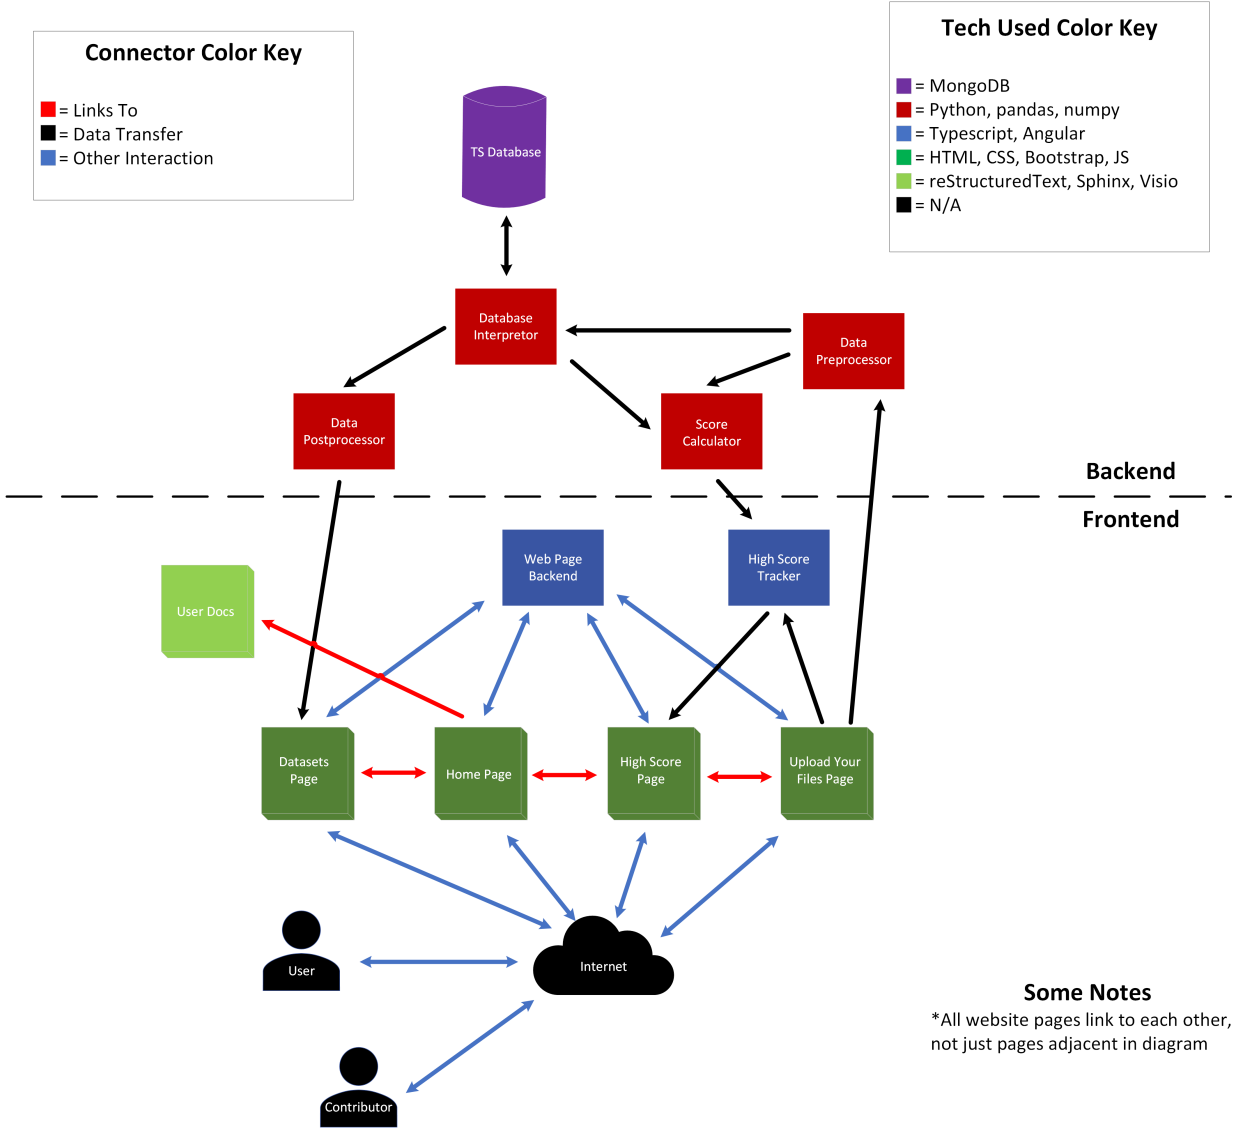 Connector Color Key
= Links To
= Data Transfer
= Other Interaction
Tech Used Color Key
= MongoDB
= Python, pandas, numpy
= Typescript, Angular
= HTML, CSS, Bootstrap, JS
= reStructuredText, Sphinx, Visio
= N/A
TS Database
Database
Interpretor
Data
Preprocessor
Data
Postprocessor
Score
Calculator
Backend
Frontend
Web Page
Backend
High Score
Tracker
User Docs
Datasets
Page
Home Page
High Score
Page
Upload Your
Files Page
User
Internet
Contributor
Some Notes
*All website pages link to each other,
not just pages adjacent in diagram